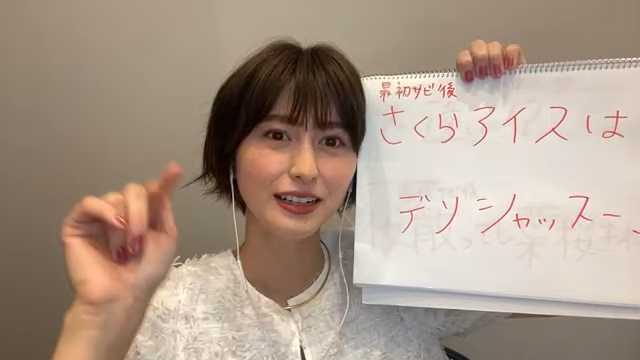 最初サビ後
さくらアイスは
デリシャッスー